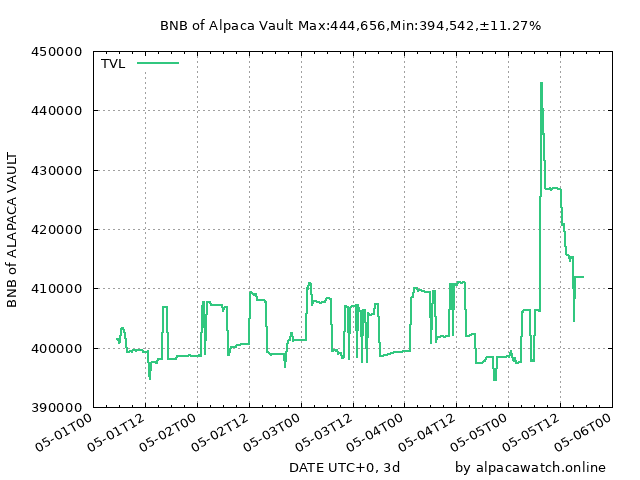 BNB of Alpaca Vault Max:444,656,Min:394,542,±11.27%
450000
TVL
440000
430000
420000
410000
400000
390000
BNB of ALAPACA VAULT
05-01T00
05-01T12
05-02T00
05-02T12
05-03T00
05-03T12
05-04T00
05-04T12
05-05T00
05-05T12
05-06T00
DATE UTC+0, 3d
by alpacawatch.online